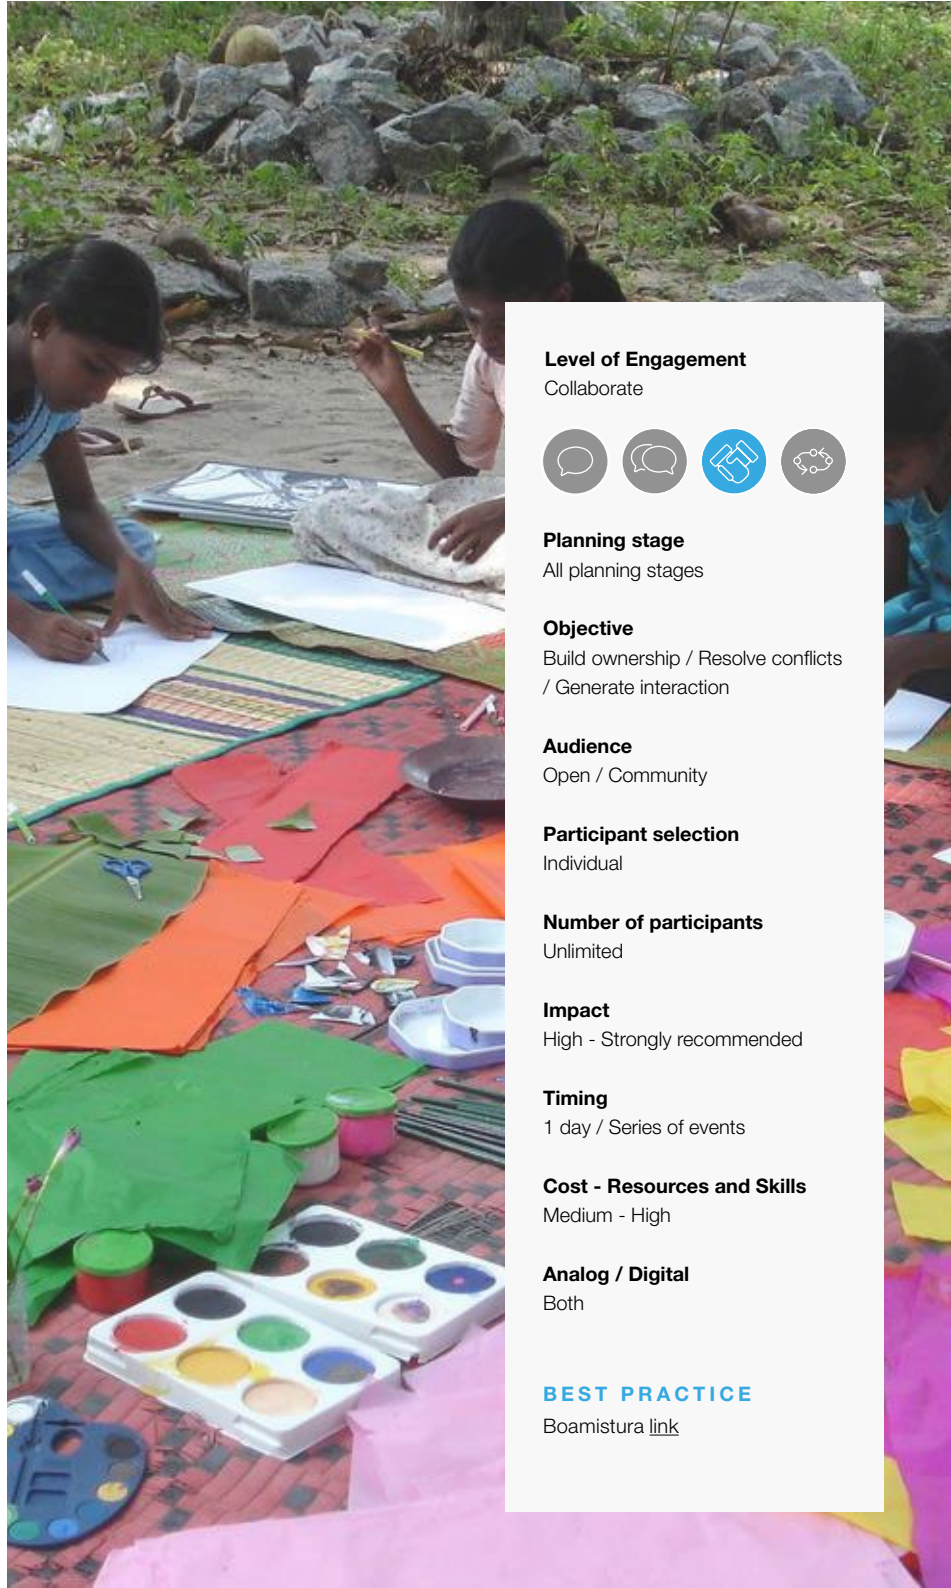 Level of Engagement
Collaborate
Planning stage
All planning stages
Objective
Build ownership / Resolve conflicts
/ Generate interaction
Audience
Open / Community
Participant selection
Individual
Number of participants
Unlimited
Impact
High - Strongly recommended
Timing
1 day / Series of events
Cost - Resources and Skills
Medium - High
Analog / Digital
Both
BEST PRACTICE
Boamistura link